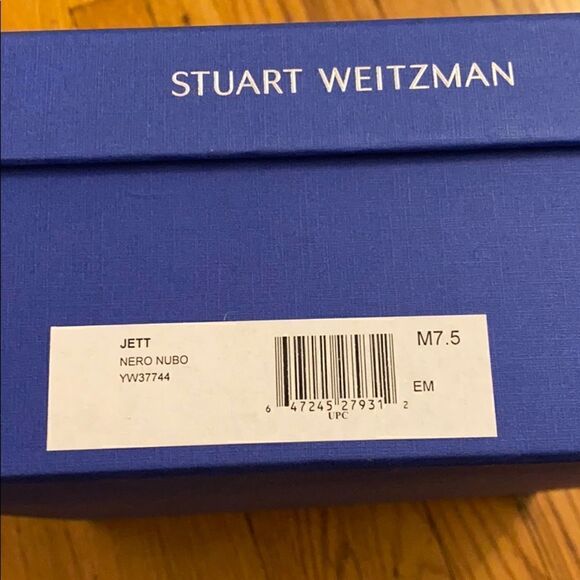 STUART WEITZMAN
JETT
NERO NUBO
YW37744
M7.5
EM
6 47245 27931 2
UPC